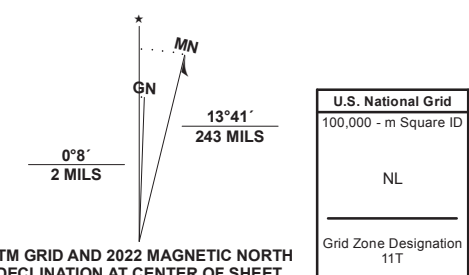 ★
MN
GN
13°41´
243 MILS
0°8´
2 MILS
TM GRID AND 2022 MAGNETIC NORTH
DECLINATION AT CENTER OF SHEET
U.S. National Grid
100,000 - m Square ID
NL
Grid Zone Designation
11T